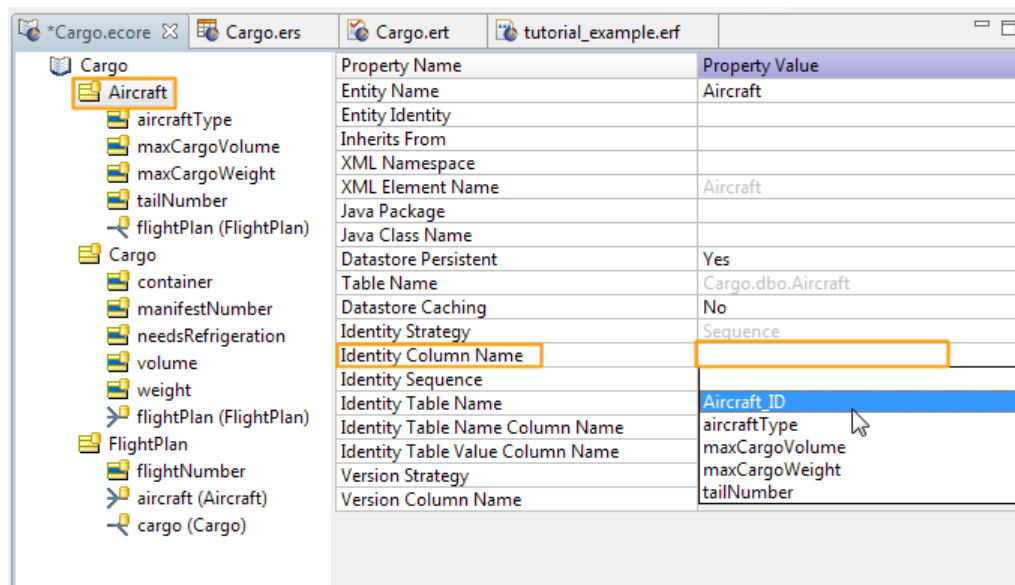 *Cargo.ecore Cargo.ers Cargo.ert tutorial_example.erf
Cargo
Aircraft
aircraftType
maxCargoVolume
maxCargoWeight
tailNumber
flightPlan (FlightPlan)
Cargo
container
manifestNumber
needsRefrigeration
volume
weight
flightPlan (FlightPlan)
FlightPlan
flightNumber
aircraft (Aircraft)
cargo (Cargo)
Property Name Property Value
Entity Name Aircraft
Entity Identity
Inherits From
XML Namespace
XML Element Name Aircraft
Java Package
Java Class Name
Datastore Persistent Yes
Table Name Cargo.dbo.Aircraft
Datastore Caching No
Identity Strategy Sequence
Identity Column Name
Identity Sequence
Identity Table Name
Identity Table Name Column Name
Identity Table Value Column Name
Version Strategy
Version Column Name
Aircraft_ID
aircraftType
maxCargoVolume
maxCargoWeight
tailNumber